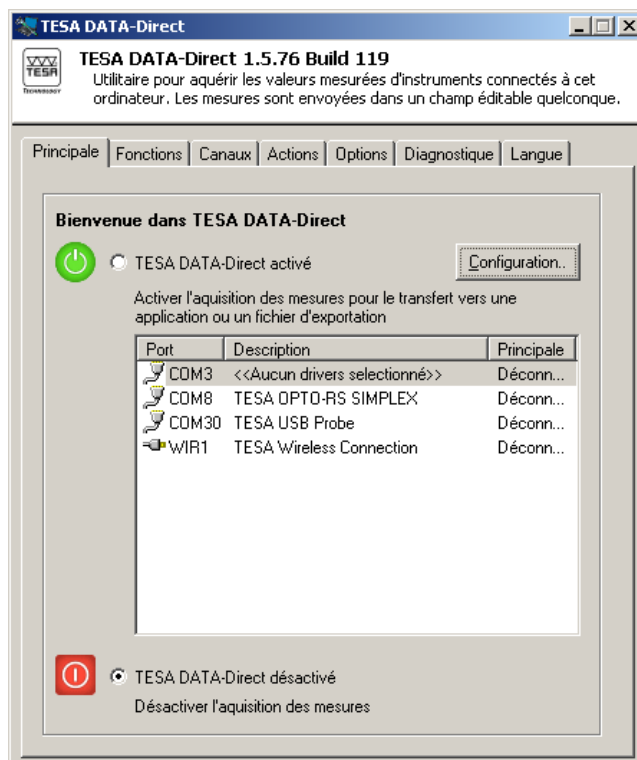 TESA DATA-Direct
TESA
TECHNOLOGY
TESA DATA-Direct 1.5.76 Build 119
Utilitaire pour aquérir les valeurs mesurées d'instruments connectés à cet
ordinateur. Les mesures sont envoyées dans un champ éditable quelconque.
Principale Fonctions Canaux Actions Options Diagnostique Langue
Bienvenue dans TESA DATA-Direct
TESA DATA-Direct activé Configuration..
Activer l'aquisition des mesures pour le transfert vers une
application ou un fichier d'exportation
Port Description Principale
COM3 <<Aucun drivers selectionné>> Déconn...
COM8 TESA OPTO-RS SIMPLEX Déconn...
COM30 TESA USB Probe Déconn...
WIR1 TESA Wireless Connection Déconn...
TESA DATA-Direct désactivé
Désactiver l'aquisition des mesures